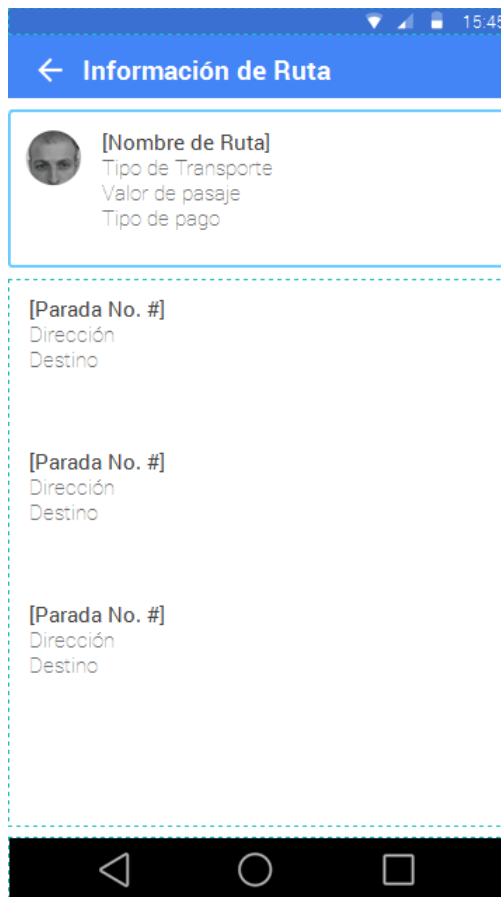 15:45
Información de Ruta
[Nombre de Ruta]
Tipo de Transporte
Valor de pasaje
Tipo de pago
[Parada No. #]
Dirección
Destino
[Parada No. #]
Dirección
Destino
[Parada No. #]
Dirección
Destino